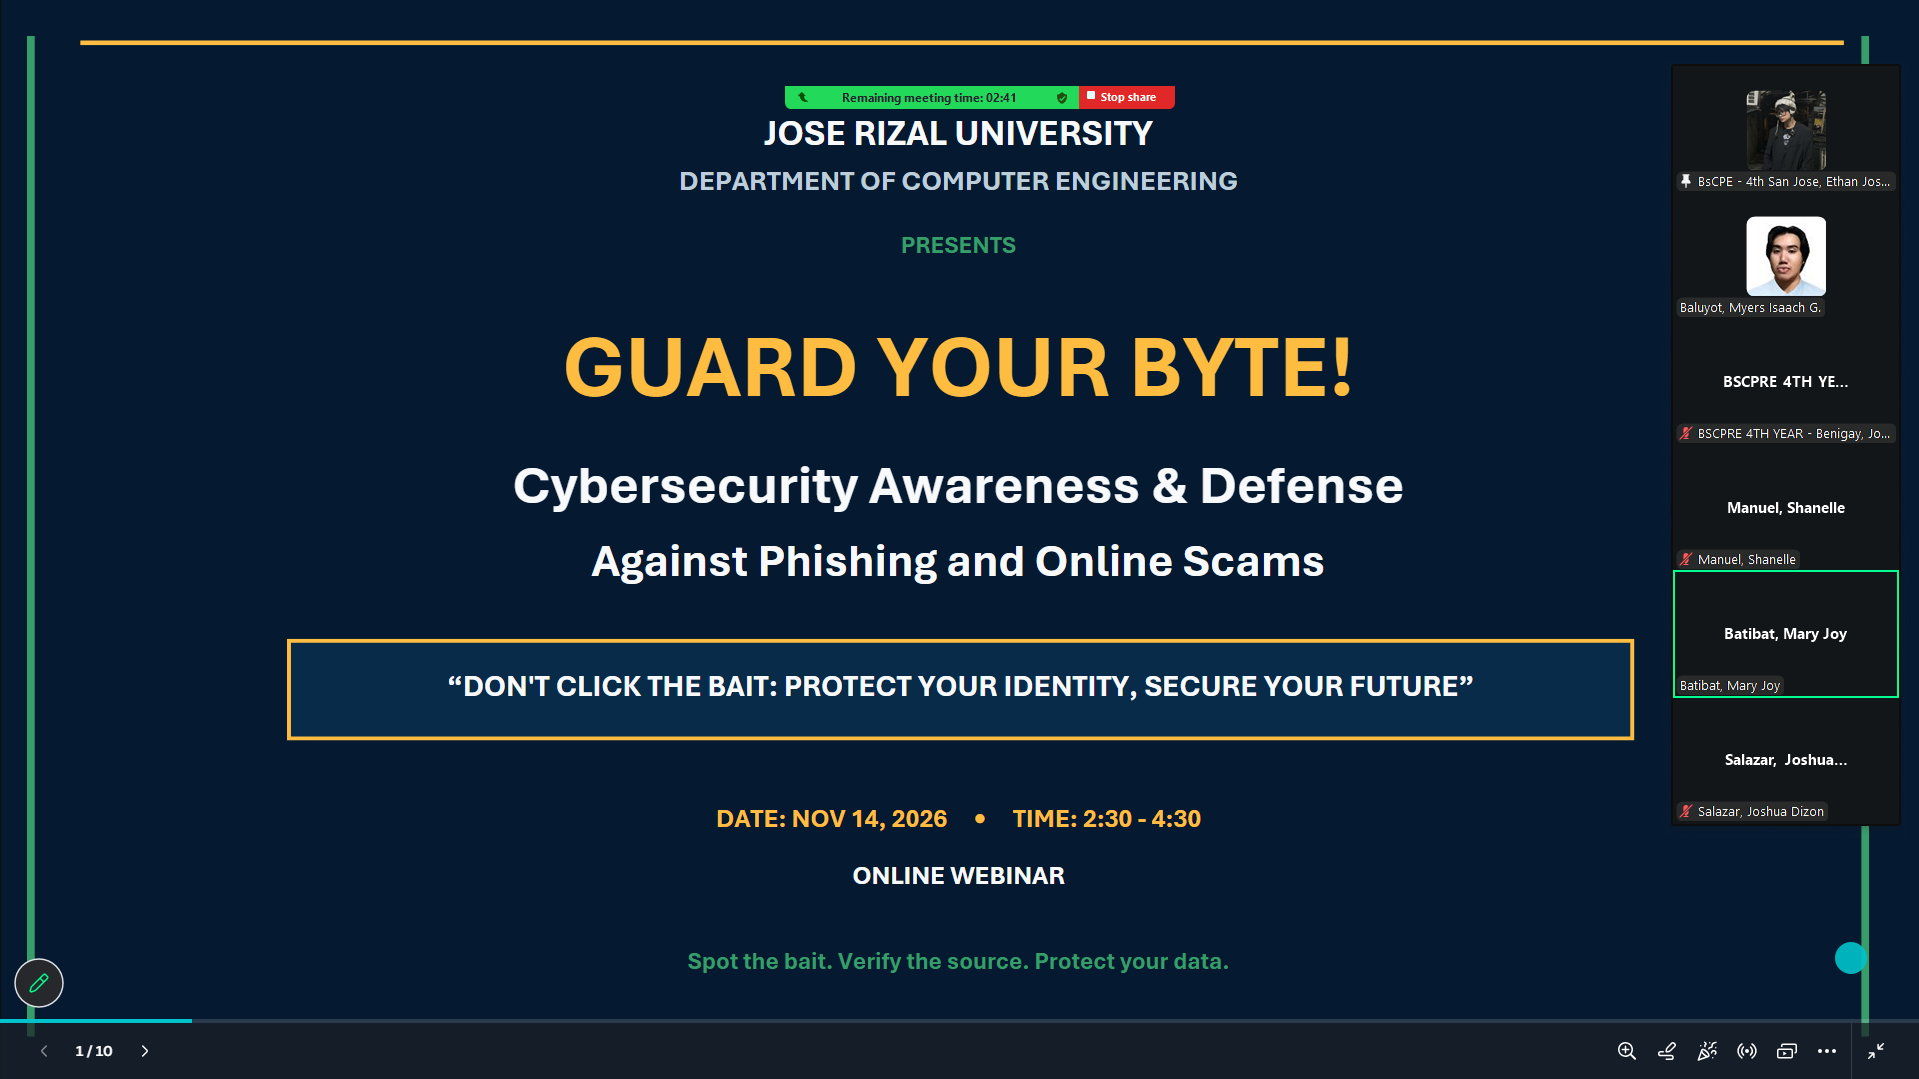 Remaining meeting time: 02:41
Stop share
JOSE RIZAL UNIVERSITY
DEPARTMENT OF COMPUTER ENGINEERING
PRESENTS
GUARD YOUR BYTE!
Cybersecurity Awareness & Defense
Against Phishing and Online Scams
“DON'T CLICK THE BAIT: PROTECT YOUR IDENTITY, SECURE YOUR FUTURE”
DATE: NOV 14, 2026 • TIME: 2:30 - 4:30
ONLINE WEBINAR
Spot the bait. Verify the source. Protect your data.
BsCPE - 4th San Jose, Ethan Jos...
Baluyot, Myers Isaach G.
BSCPRE 4TH YE...
BSCPRE 4TH YEAR - Benigay, Jo...
Manuel, Shanelle
Manuel, Shanelle
Batibat, Mary Joy
Batibat, Mary Joy
Salazar, Joshua...
Salazar, Joshua Dizon
1 / 10